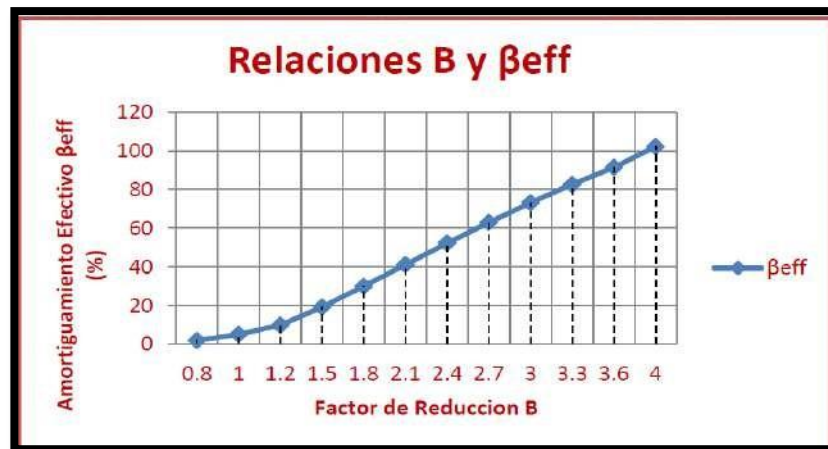 Relaciones B y βeff
Amortiguamiento Efectivo βeff
(%)
120
100
80
60
40
20
0
0.8 1 1.2 1.5 1.8 2.1 2.4 2.7 3 3.3 3.6 4
Factor de Reduccion B
βeff